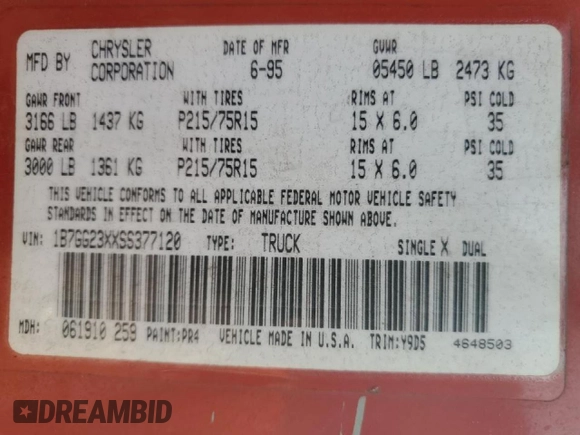 MFD BY CHRYSLER CORPORATION DATE OF MFR 6-95 GVWR 05450 LB 2473 KG
GAWR FRONT WITH TIRES RIMS AT PSI COLD
3166 LB 1437 KG P215/75R15 15 X 6.0 35
GAWR REAR WITH TIRES RIMS AT PSI COLD
3000 LB 1361 KG P215/75R15 15 X 6.0 35
THIS VEHICLE CONFORMS TO ALL APPLICABLE FEDERAL MOTOR VEHICLE SAFETY
STANDARDS IN EFFECT ON THE DATE OF MANUFACTURE SHOWN ABOVE.
VIN: 1B7GG23XXSS377120 TYPE: TRUCK SINGLE X DUAL
MDH: 061910 259 PAINT:PR4 VEHICLE MADE IN U.S.A. TRIM:Y9D5 4648503
DREAMBID